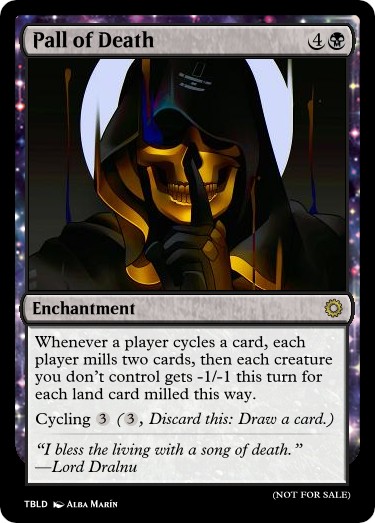 Pall of Death 4
Enchantment
Whenever a player cycles a card, each
player mills two cards, then each creature
you don't control gets -1/-1 this turn for
each land card milled this way.
Cycling 3 (3, Discard this: Draw a card.)
“I bless the living with a song of death.”
—Lord Dralnu
(NOT FOR SALE)
TBLD Alba Marín